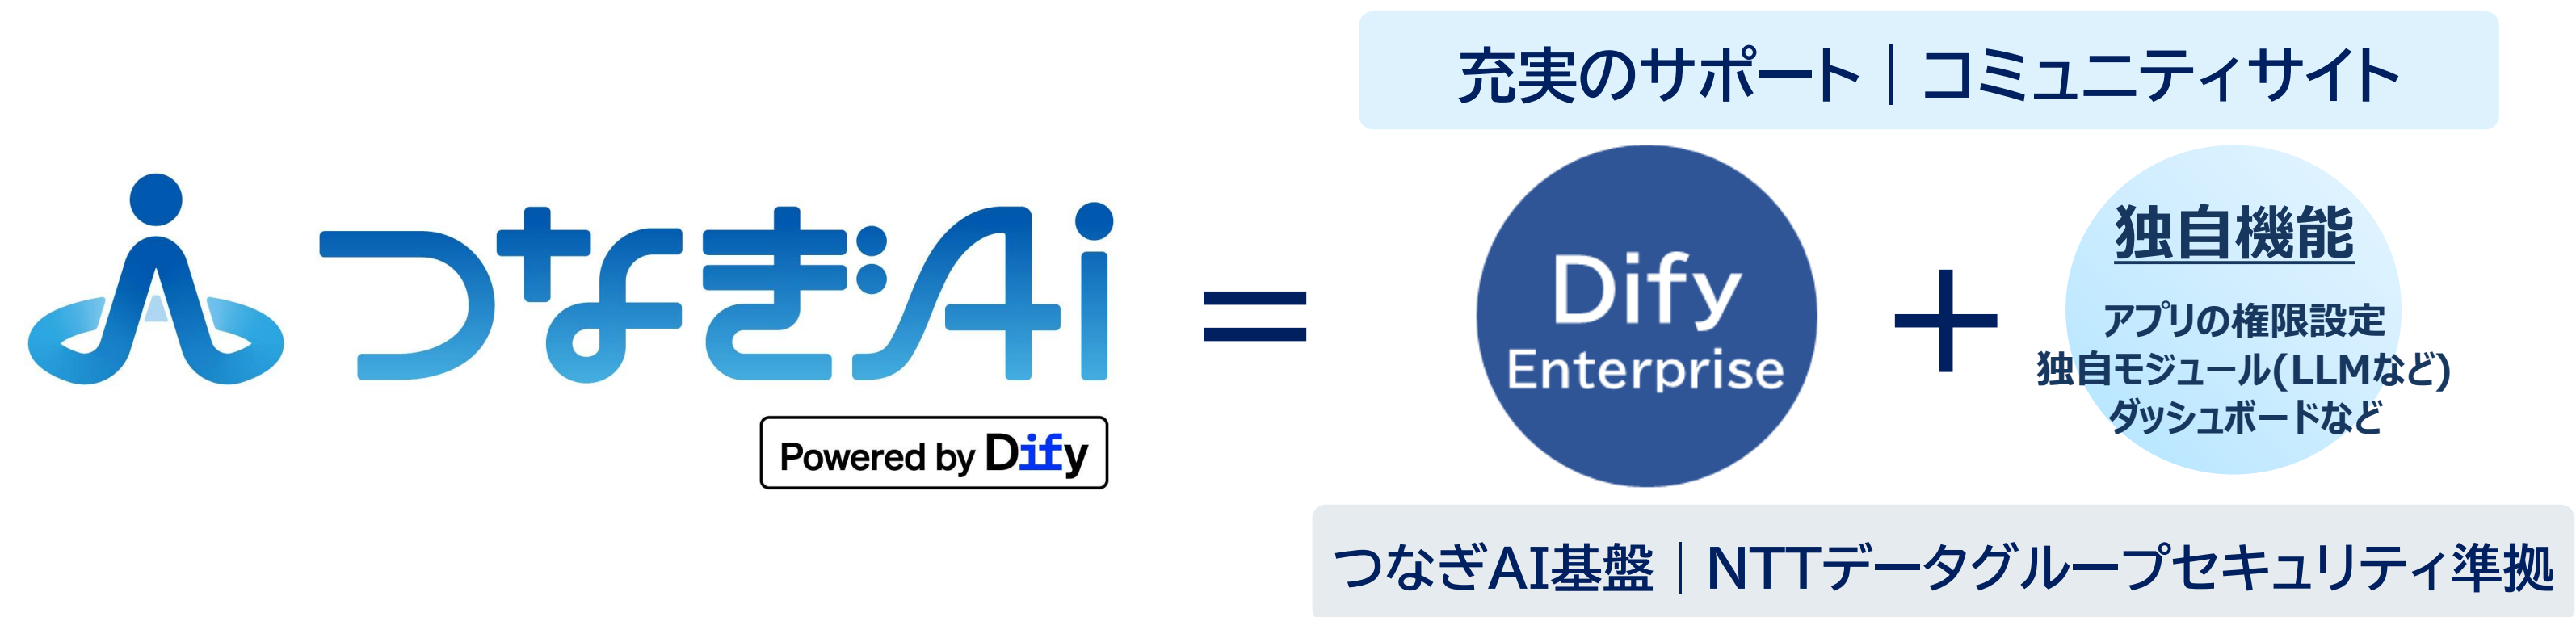 充実のサポート｜コミュニティサイト
つなぎAi
Powered by Dify
=
Dify
Enterprise
+
独自機能
アプリの権限設定
独自モジュール(LLMなど)
ダッシュボードなど
つなぎAI基盤｜NTTデータグループセキュリティ準拠